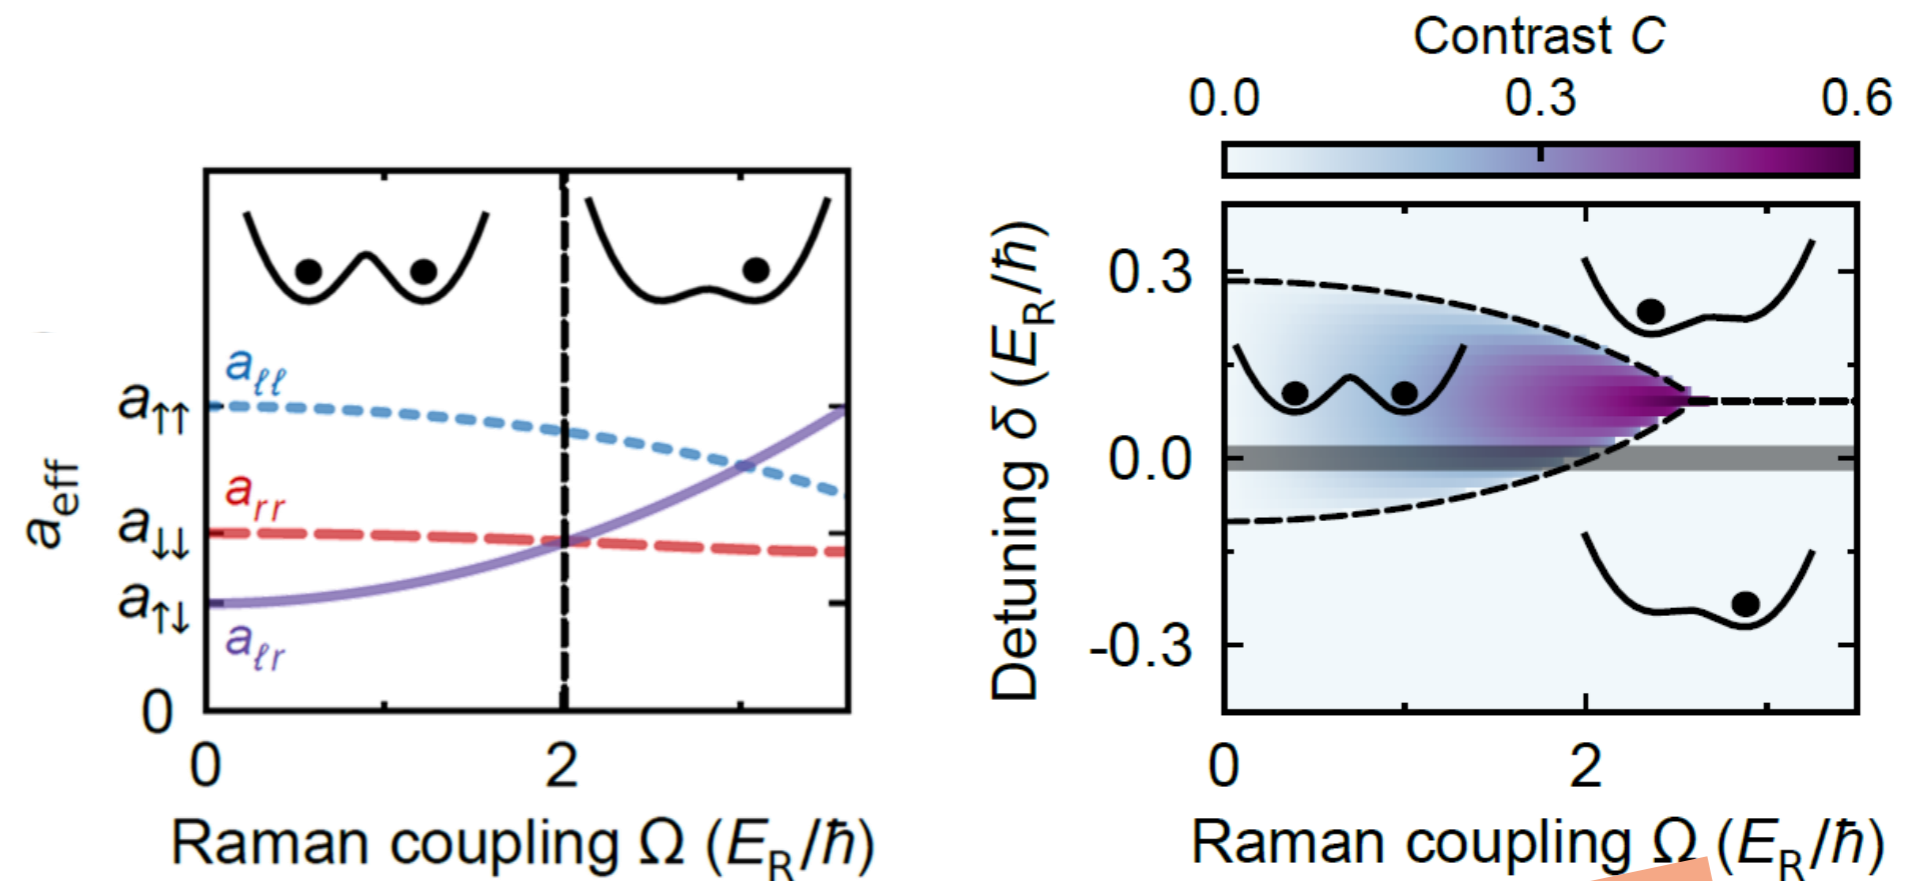 a_ℓℓ
a_↑↑
a_rr
a_↓↓
a_↑↓
a_ℓr
a_eff
0
0 2
Raman coupling Ω (E_R/ħ)
Contrast C
0.0 0.3 0.6
0.3
0.0
-0.3
Detuning δ (E_R/ħ)
0 2
Raman coupling Ω (E_R/ħ)